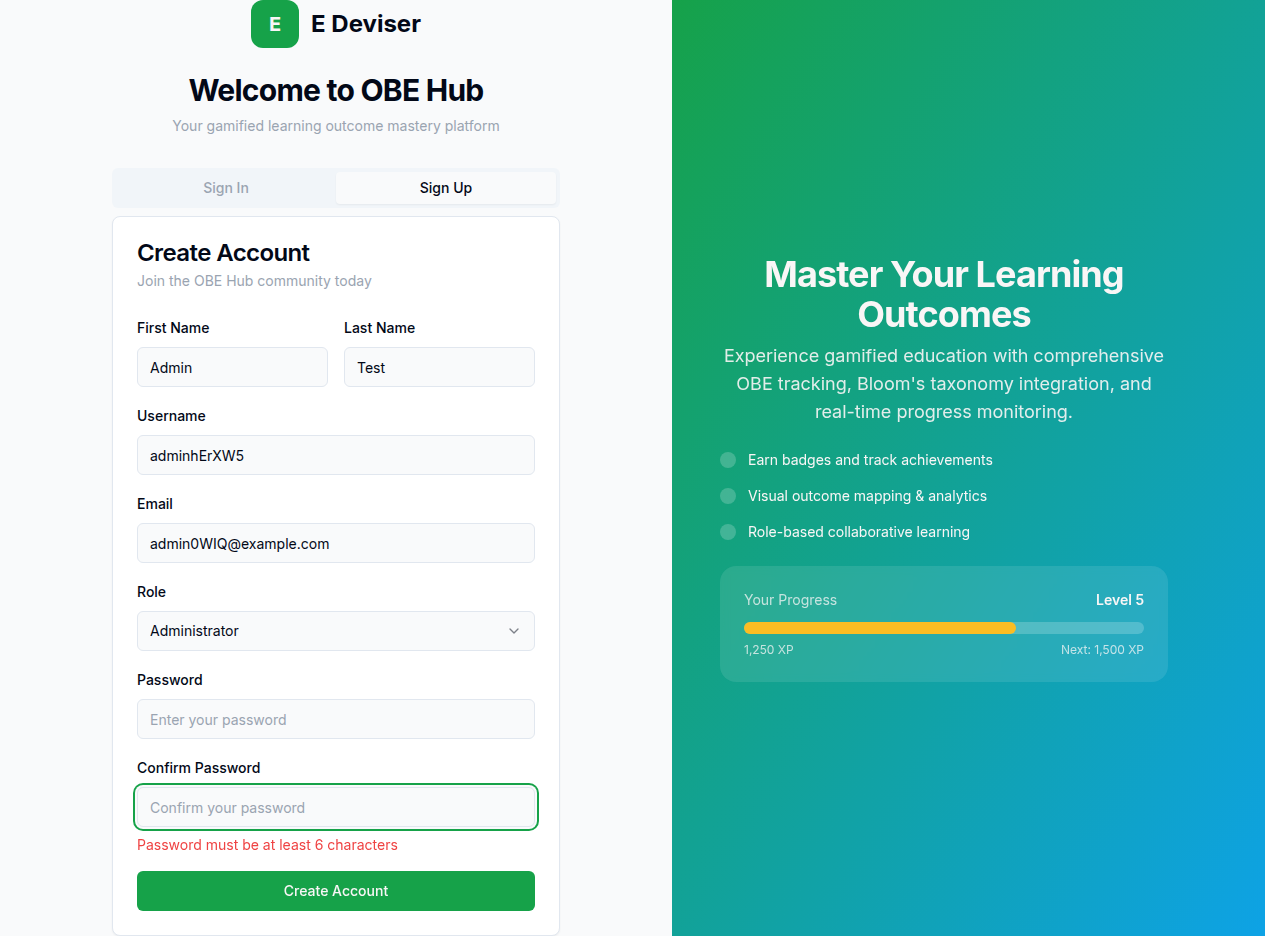 E
E Deviser
Welcome to OBE Hub
Your gamified learning outcome mastery platform
Sign In
Sign Up
Create Account
Join the OBE Hub community today
First Name
Last Name
Admin
Test
Username
adminhErXW5
Email
admin0WlQ@example.com
Role
Administrator
Password
Enter your password
Confirm Password
Confirm your password
Password must be at least 6 characters
Create Account
Master Your Learning
Outcomes
Experience gamified education with comprehensive
OBE tracking, Bloom's taxonomy integration, and
real-time progress monitoring.
Earn badges and track achievements
Visual outcome mapping & analytics
Role-based collaborative learning
Your Progress
Level 5
1,250 XP
Next: 1,500 XP